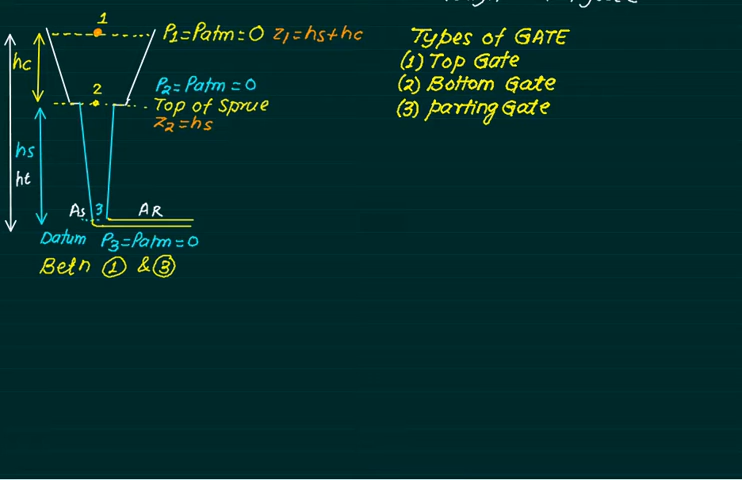 1
P1=Patm=0 z1=hs+hc
hc
2
P2=Patm=0
Top of Sprue
z2=hs
hs
ht
As 3 AR
Datum P3=Patm=0
Betn 1 & 3
Types of GATE
(1) Top Gate
(2) Bottom Gate
(3) parting Gate